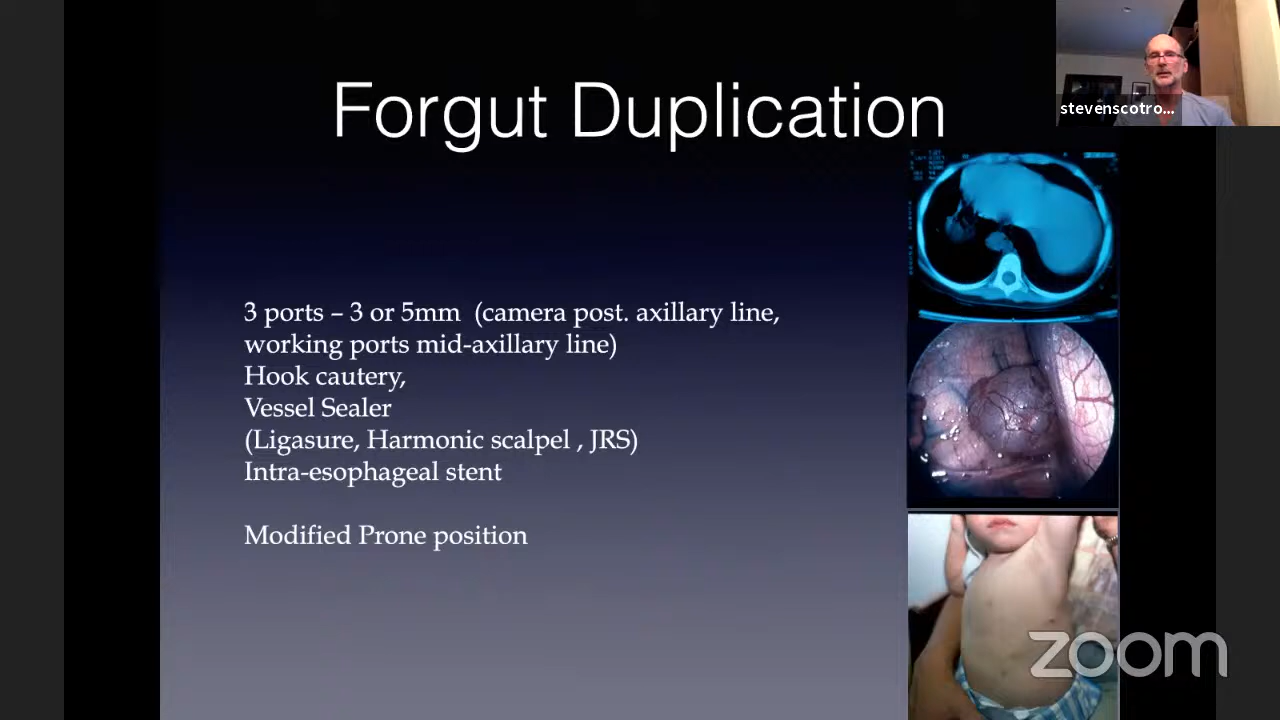 Forgut Duplication
stevenscotro...
3 ports – 3 or 5mm  (camera post. axillary line,
working ports mid-axillary line)
Hook cautery,
Vessel Sealer
(Ligasure, Harmonic scalpel , JRS)
Intra-esophageal stent
Modified Prone position
zoom